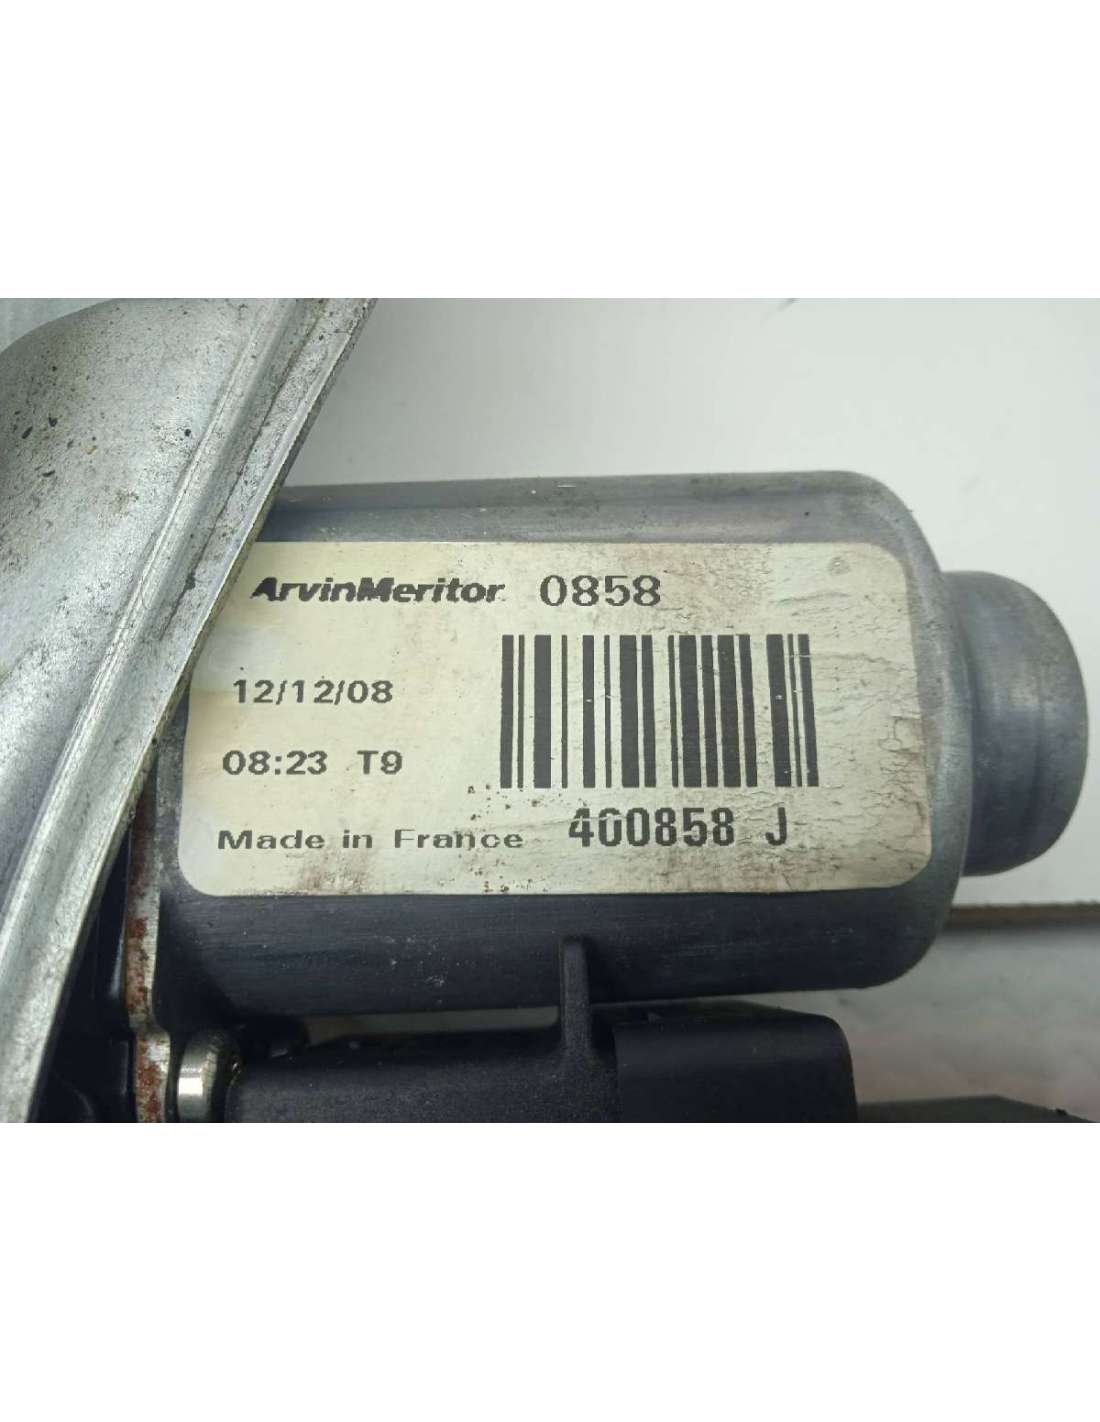 ArvinMeritor 0858
12/12/08
08:23 T9
Made in France 400858 J